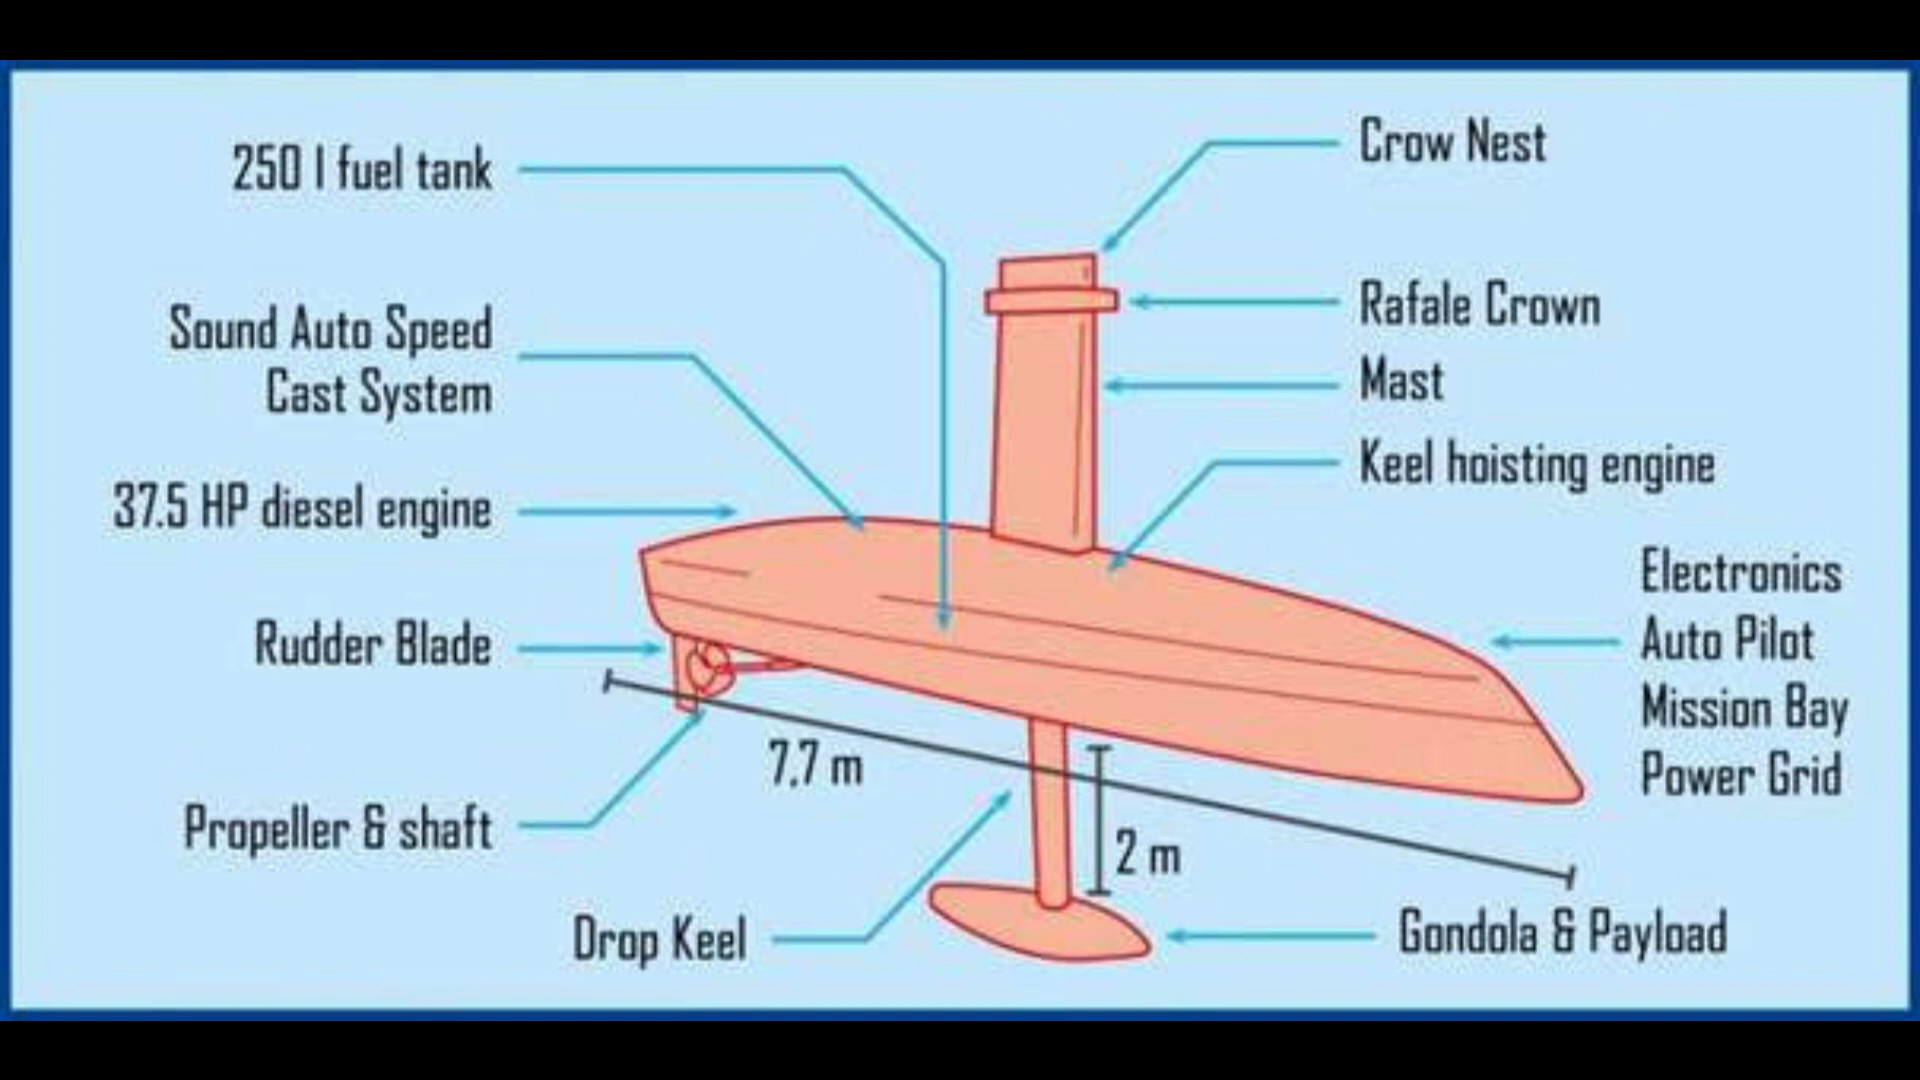 250 l fuel tank
Sound Auto Speed
Cast System
37.5 HP diesel engine
Rudder Blade
Propeller & shaft
Drop Keel
7,7 m
2 m
Crow Nest
Rafale Crown
Mast
Keel hoisting engine
Electronics
Auto Pilot
Mission Bay
Power Grid
Gondola & Payload